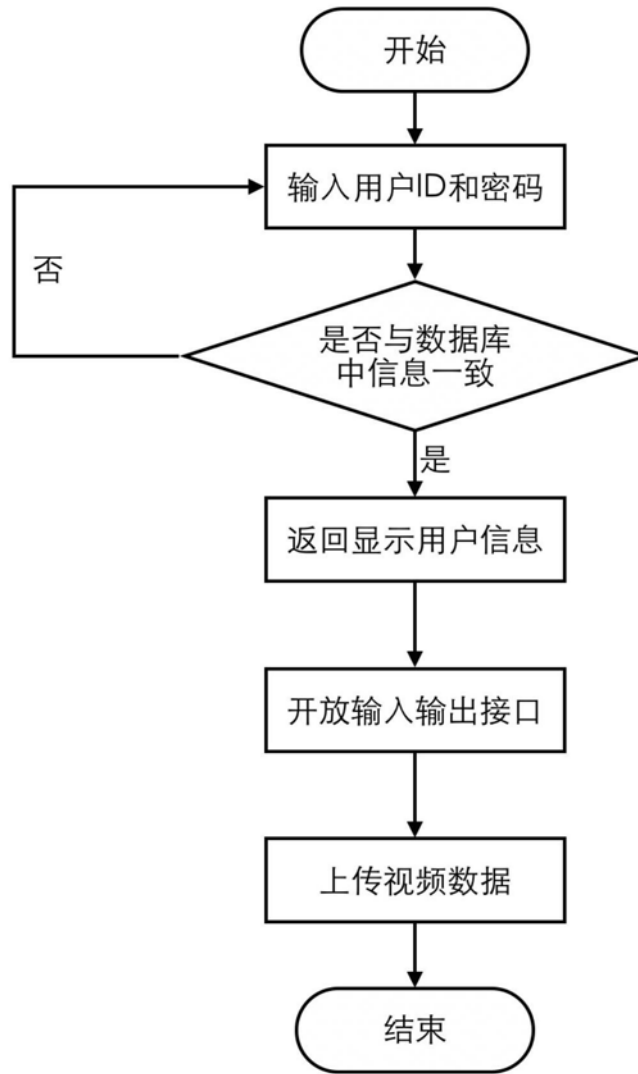 开始
输入用户ID和密码
否
是否与数据库
中信息一致
是
返回显示用户信息
开放输入输出接口
上传视频数据
结束